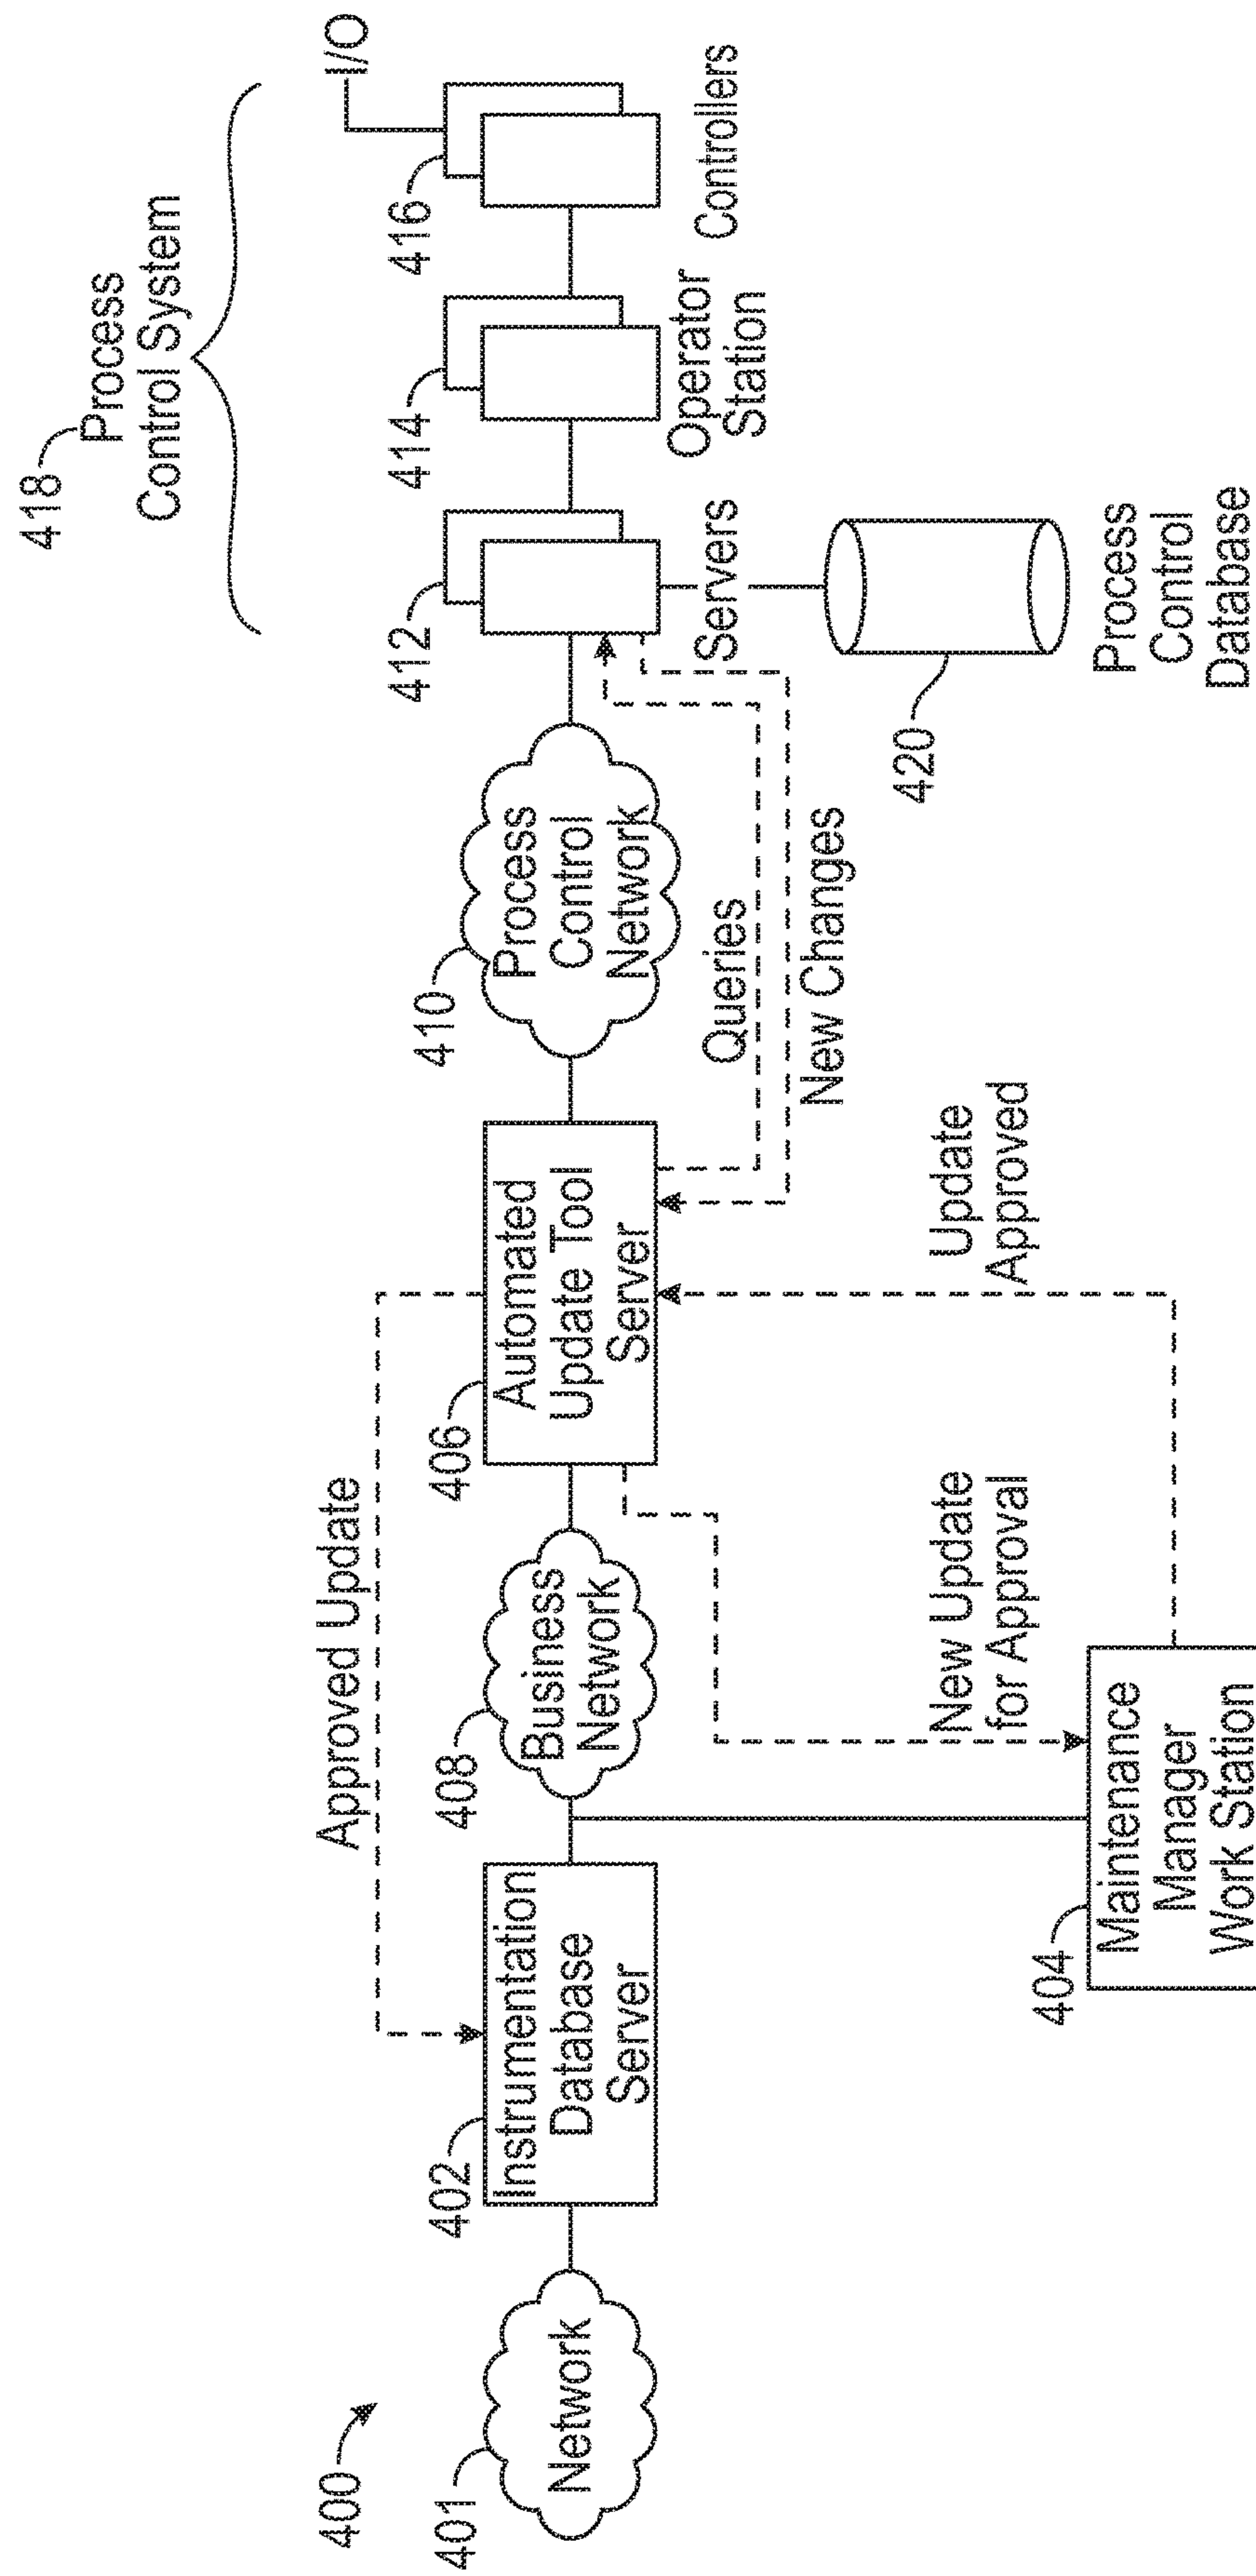 400
401
Network
402
Instrumentation
Database
Server
Approved Update
408
Business
Network
404
Maintenance
Manager
Work Station
New Update
for Approval
406
Automated
Update Tool
Server
Update
Approved
410
Process
Control
Network
Queries
New Changes
418
Process
Control System
412
Servers
414
Operator
Station
416
Controllers
I/O
420
Process
Control
Database